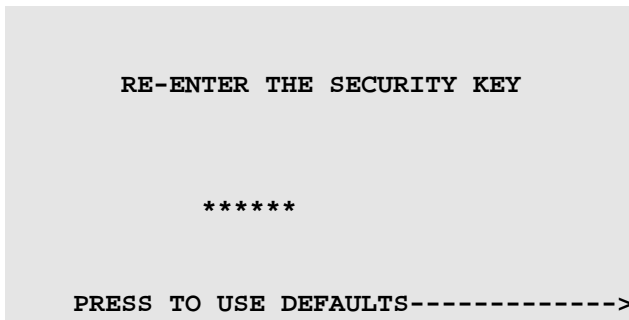 RE-ENTER THE SECURITY KEY
******
PRESS TO USE DEFAULTS------------->